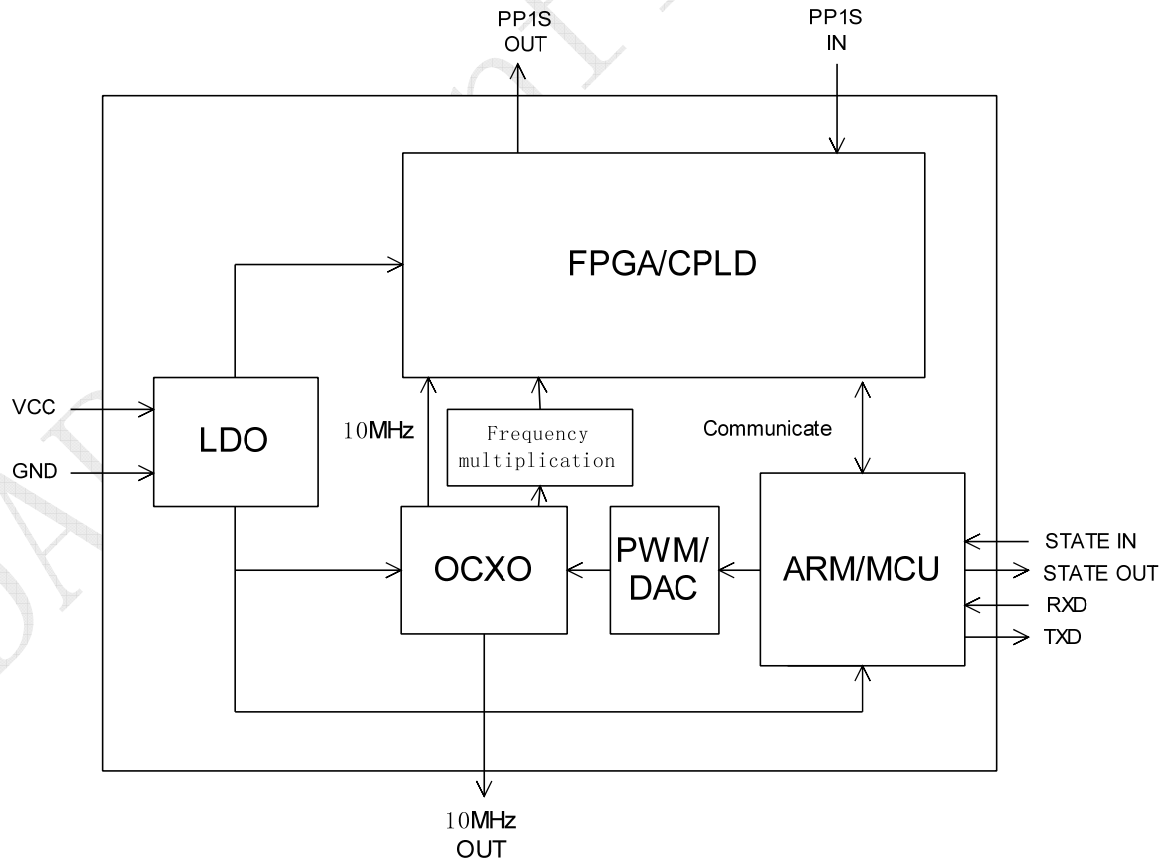 PP1S
OUT
PP1S
IN
FPGA/CPLD
VCC
GND
LDO
10MHz
Frequency
multiplication
Communicate
OCXO
PWM/
DAC
ARM/MCU
STATE IN
STATE OUT
RXD
TXD
10MHz
OUT